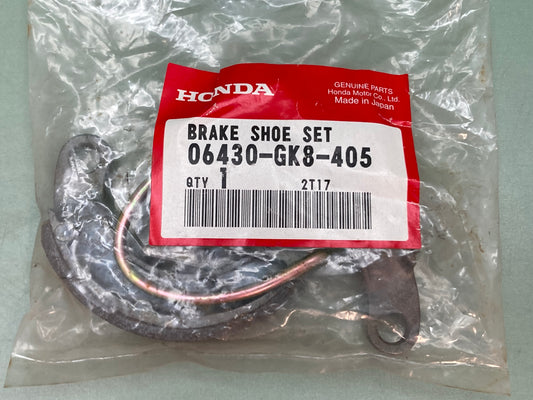 HONDA
GENUINE PARTS
Honda Motor Co., Ltd.
Made in Japan
BRAKE SHOE SET
06430-GK8-405
QTY 1 2T17